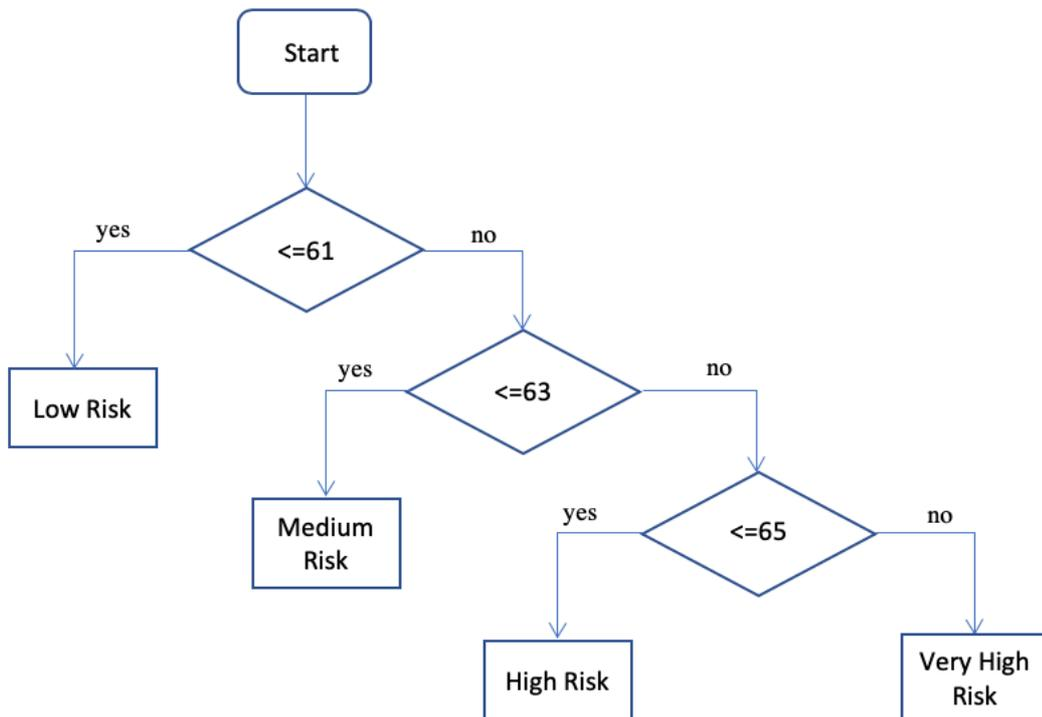 Start
yes
<=61
no
Low Risk
yes
<=63
no
Medium
Risk
yes
<=65
no
High Risk
Very High
Risk